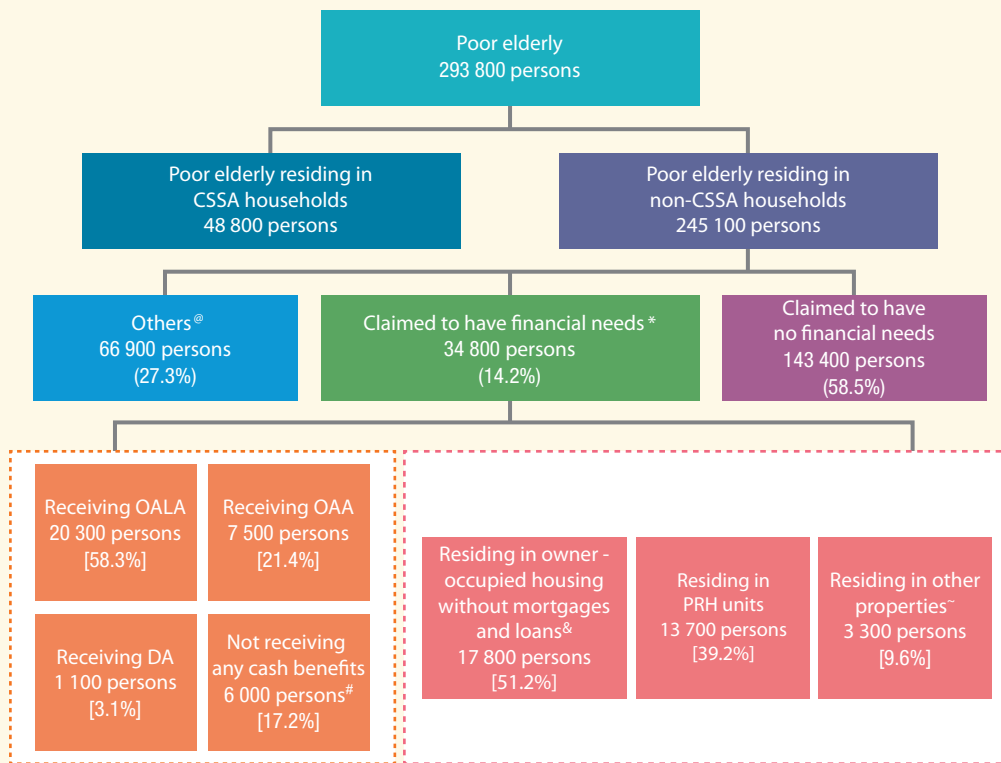 Poor elderly
293 800 persons
Poor elderly residing in
CSSA households
48 800 persons
Poor elderly residing in
non-CSSA households
245 100 persons
Others @
66 900 persons
(27.3%)
Claimed to have financial needs *
34 800 persons
(14.2%)
Claimed to have
no financial needs
143 400 persons
(58.5%)
Receiving OALA
20 300 persons
[58.3%]
Receiving OAA
7 500 persons
[21.4%]
Receiving DA
1 100 persons
[3.1%]
Not receiving
any cash benefits
6 000 persons#
[17.2%]
Residing in owner -
occupied housing
without mortgages
and loans&
17 800 persons
[51.2%]
Residing in
PRH units
13 700 persons
[39.2%]
Residing in other
properties~
3 300 persons
[9.6%]